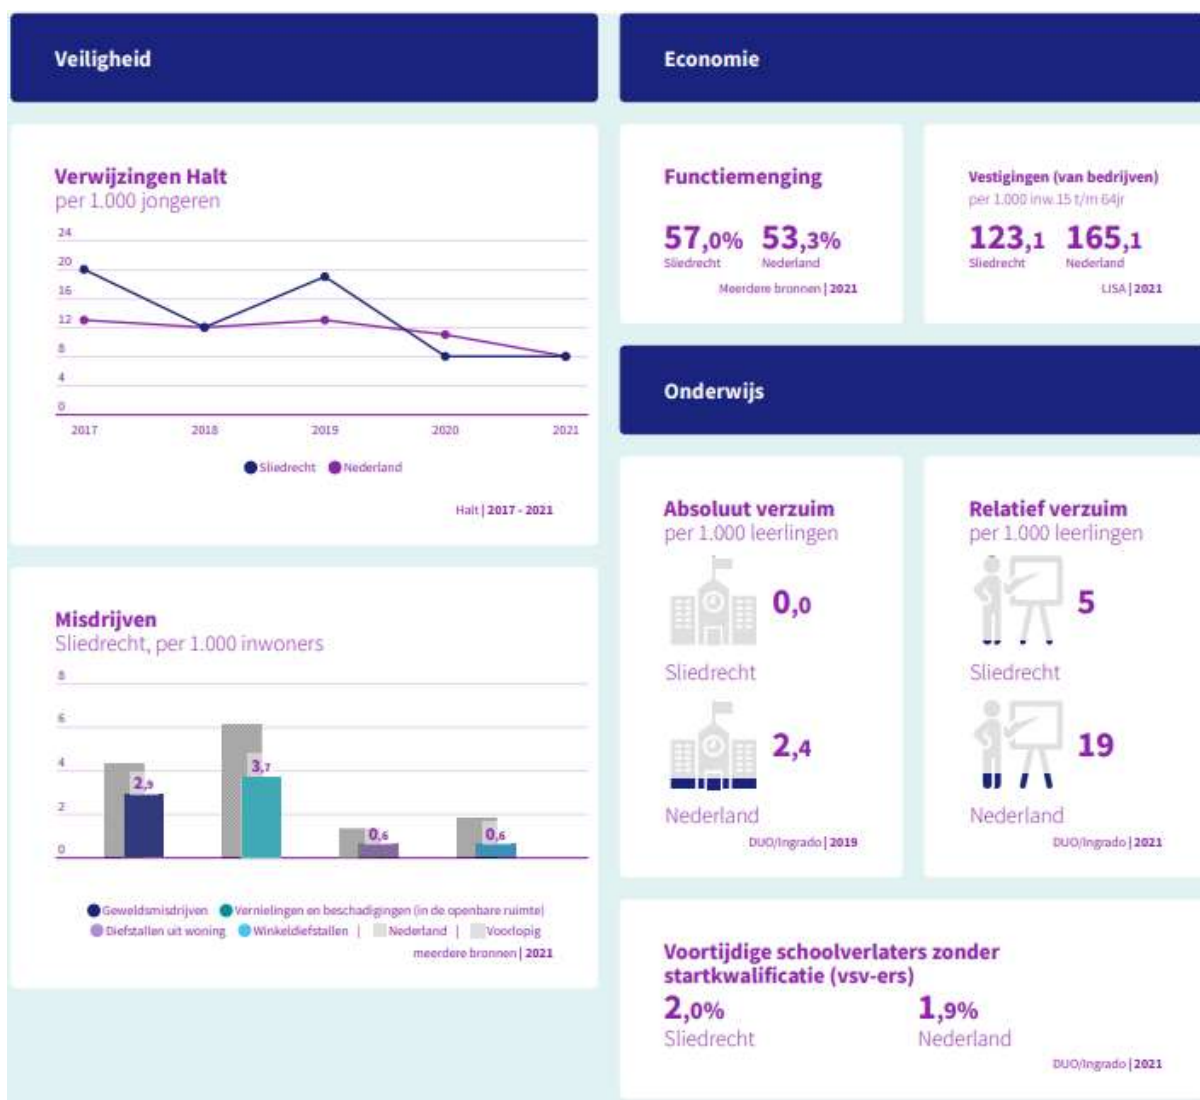 Veiligheid
Verwijzingen Halt
per 1.000 jongeren
24
20
16
12
8
4
0
2017 2018 2019 2020 2021
Sliedrecht Nederland
Halt | 2017 - 2021
Misdrijven
Sliedrecht, per 1.000 inwoners
8
6
4
2
0
2,9 3,7 0,6 0,6
Geweldsmisdrijven Vernielingen en beschadigingen (in de openbare ruimte)
Diefstallen uit woning Winkeldiefstallen | Nederland | Voorlopig
meerdere bronnen | 2021
Economie
Functiemenging
57,0% 53,3%
Sliedrecht Nederland
Meerdere bronnen | 2021
Vestigingen (van bedrijven)
per 1.000 inw.15 t/m 64jr
123,1 165,1
Sliedrecht Nederland
LISA | 2021
Onderwijs
Absoluut verzuim
per 1.000 leerlingen
0,0
Sliedrecht
2,4
Nederland
DUO/Ingrado | 2019
Relatief verzuim
per 1.000 leerlingen
5
Sliedrecht
19
Nederland
DUO/Ingrado | 2021
Voortijdige schoolverlaters zonder
startkwalificatie (vsv-ers)
2,0% 1,9%
Sliedrecht Nederland
DUO/Ingrado | 2021